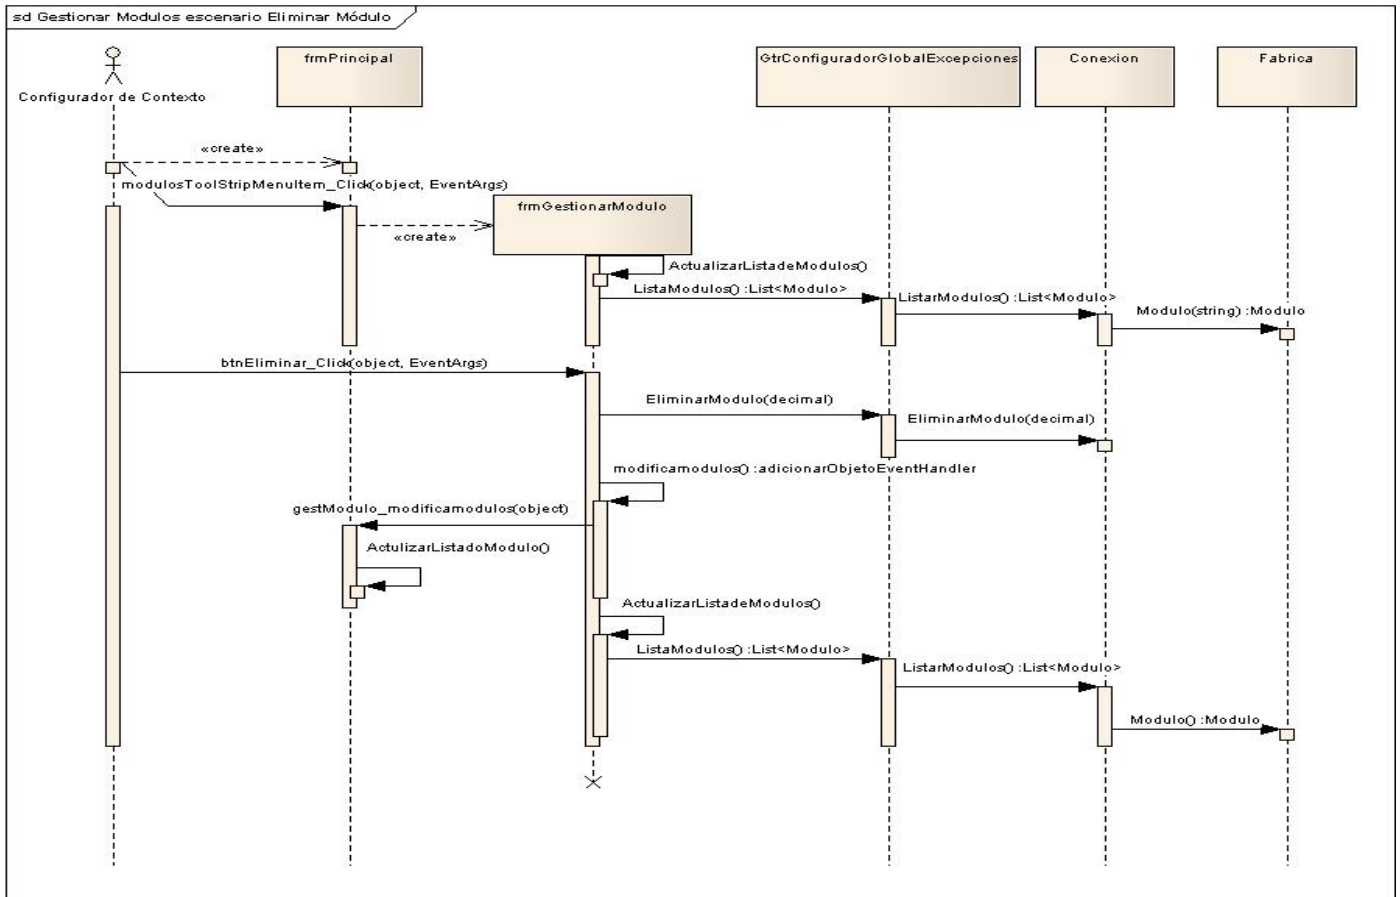 sd Gestionar Modulos escenario Eliminar Módulo
frmPrincipal
GtrConfiguradorGlobalExcepciones
Conexion
Fabrica
Configurador de Contexto
«create»
modulosToolStripMenuItem_Click(object, EventArgs)
frmGestionarModulo
«create»
ActualizarListadeModulos()
ListaModulos() :List<Modulo>
ListarModulos() :List<Modulo>
Modulo(string) :Modulo
btnEliminar_Click(object, EventArgs)
EliminarModulo(decimal)
EliminarModulo(decimal)
modificamodulos() :adicionarObjetoEventHandler
gestModulo_modificamodulos(object)
ActulizarListadoModulo()
ActualizarListadeModulos()
ListaModulos() :List<Modulo>
ListarModulos() :List<Modulo>
Modulo() :Modulo